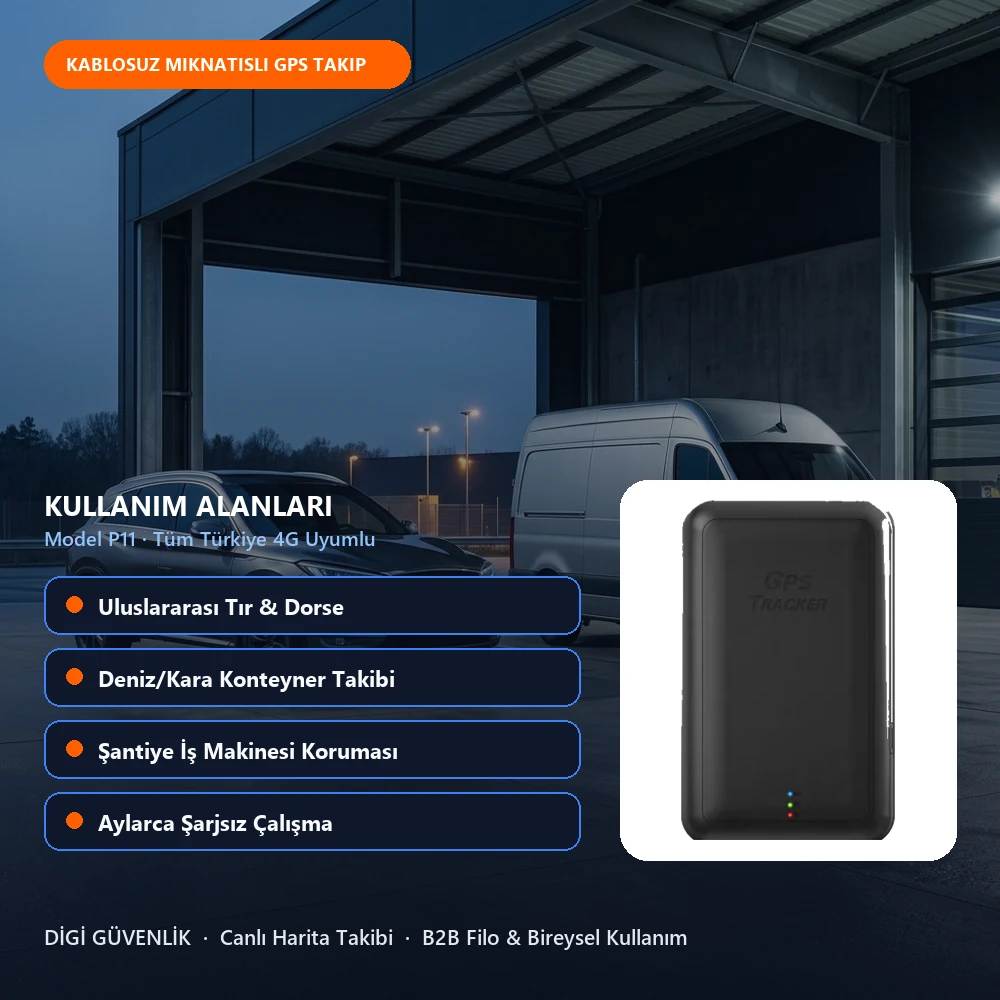 KABLOSUZ MIKNATISLI GPS TAKIP
KULLANIM ALANLARI
Model P11 · Tüm Türkiye 4G Uyumlu
Uluslararası Tır & Dorse
Deniz/Kara Konteyner Takibi
Şantiye İş Makinesi Koruması
Aylarca Şarjsız Çalışma
GPS
TRACKER
DİGİ GÜVENLİK · Canlı Harita Takibi · B2B Filo & Bireysel Kullanım